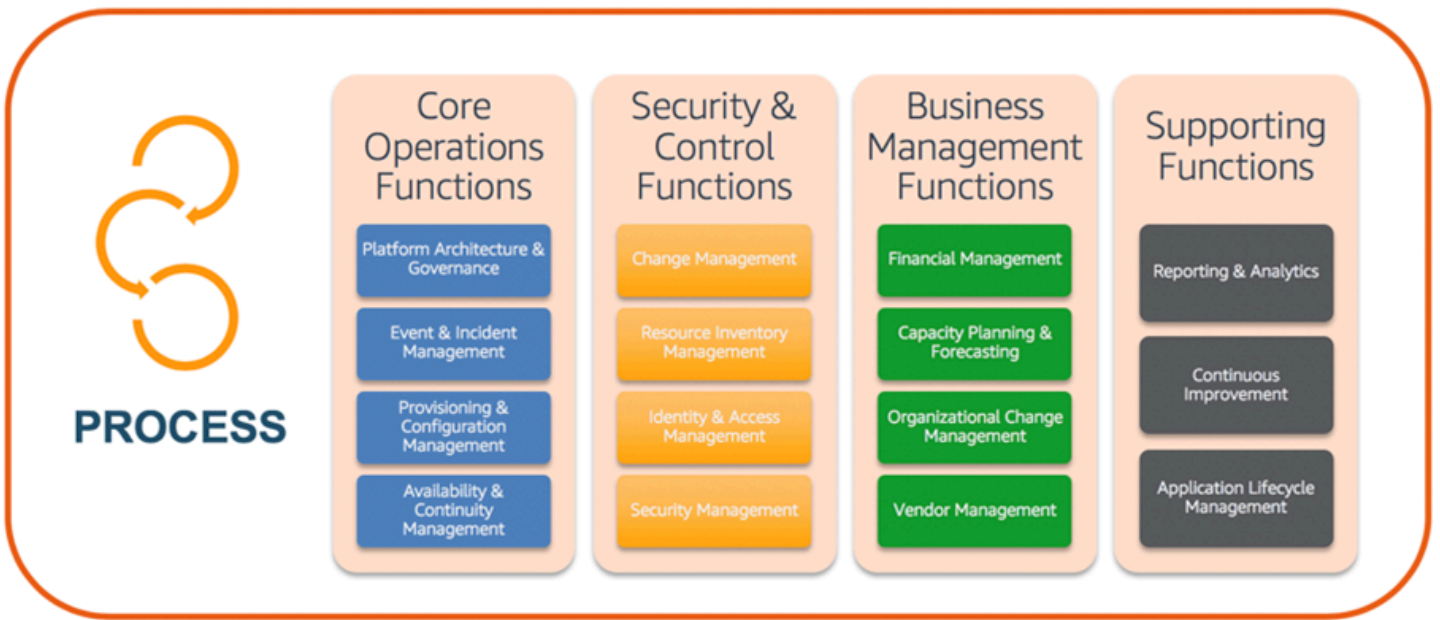 PROCESS
Core
Operations
Functions
Platform Architecture &
Governance
Event & Incident
Management
Provisioning &
Configuration
Management
Availability &
Continuity
Management
Security &
Control
Functions
Change Management
Resource Inventory
Management
Identity & Access
Management
Security Management
Business
Management
Functions
Financial Management
Capacity Planning &
Forecasting
Organizational Change
Management
Vendor Management
Supporting
Functions
Reporting & Analytics
Continuous
Improvement
Application Lifecycle
Management